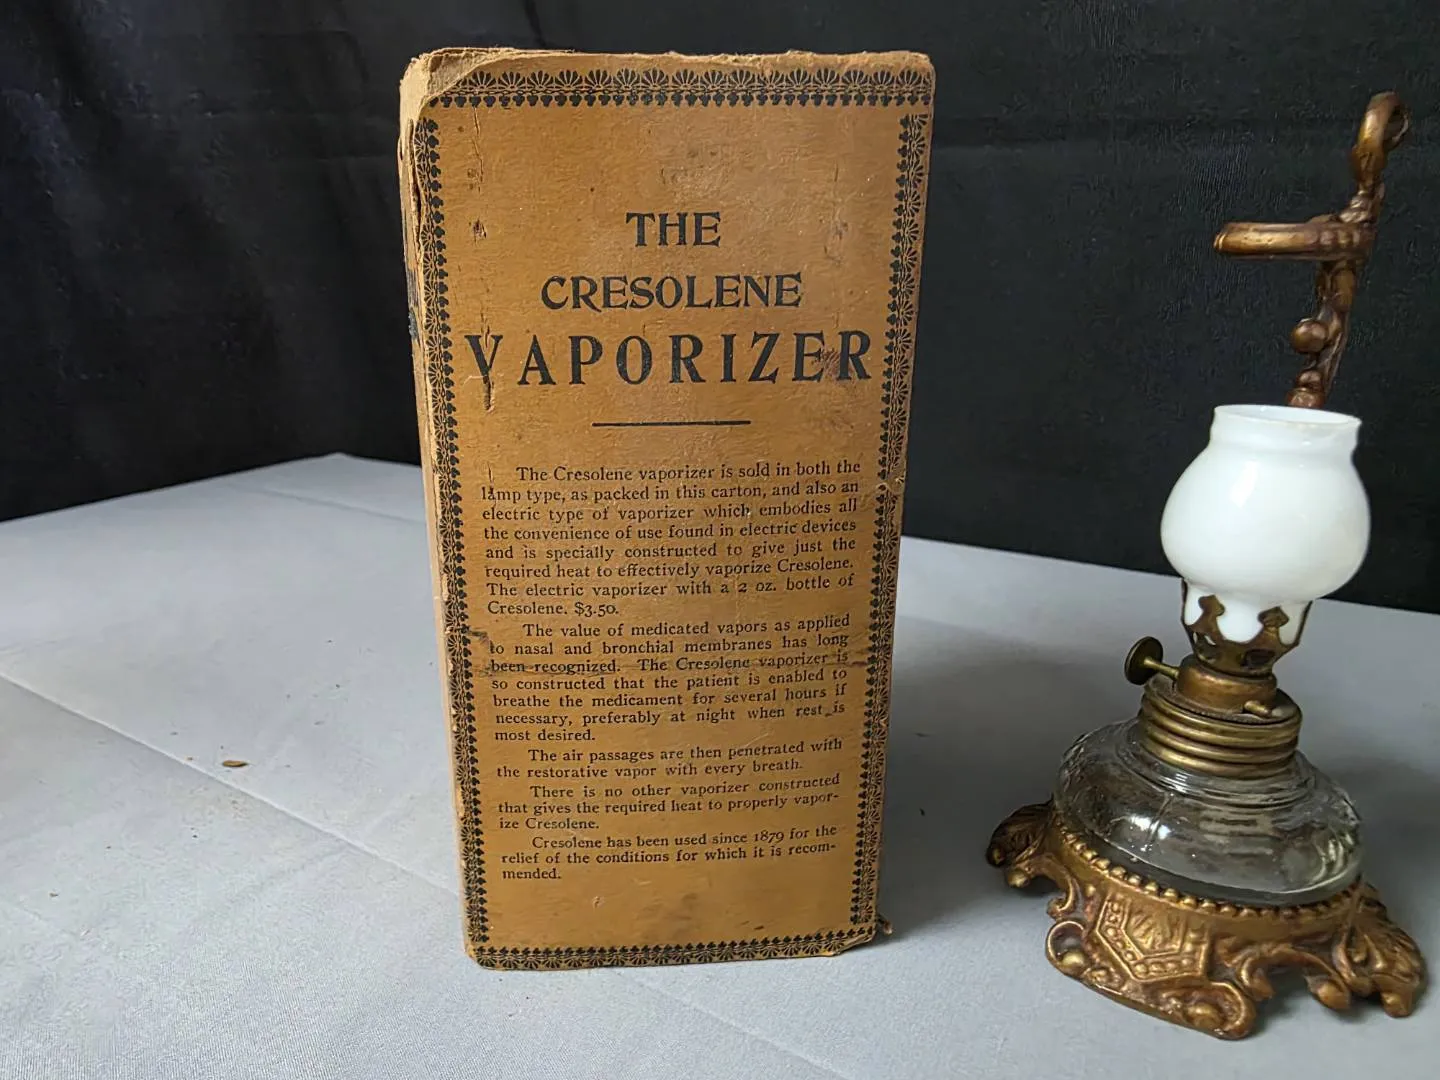 THE
CRESOLENE
VAPORIZER
The Cresolene vaporizer is sold in both the
lamp type, as packed in this carton, and also an
electric type of vaporizer which embodies all
the convenience of use found in electric devices
and is specially constructed to give just the
required heat to effectively vaporize Cresolene.
The electric vaporizer with a 2 oz. bottle of
Cresolene, $3.50.
The value of medicated vapors as applied
to nasal and bronchial membranes has long
been recognized. The Cresolene vaporizer is
so constructed that the patient is enabled to
breathe the medicament for several hours if
necessary, preferably at night when rest is
most desired.
The air passages are then penetrated with
the restorative vapor with every breath.
There is no other vaporizer constructed
that gives the required heat to properly vapor-
ize Cresolene.
Cresolene has been used since 1879 for the
relief of the conditions for which it is recom-
mended.